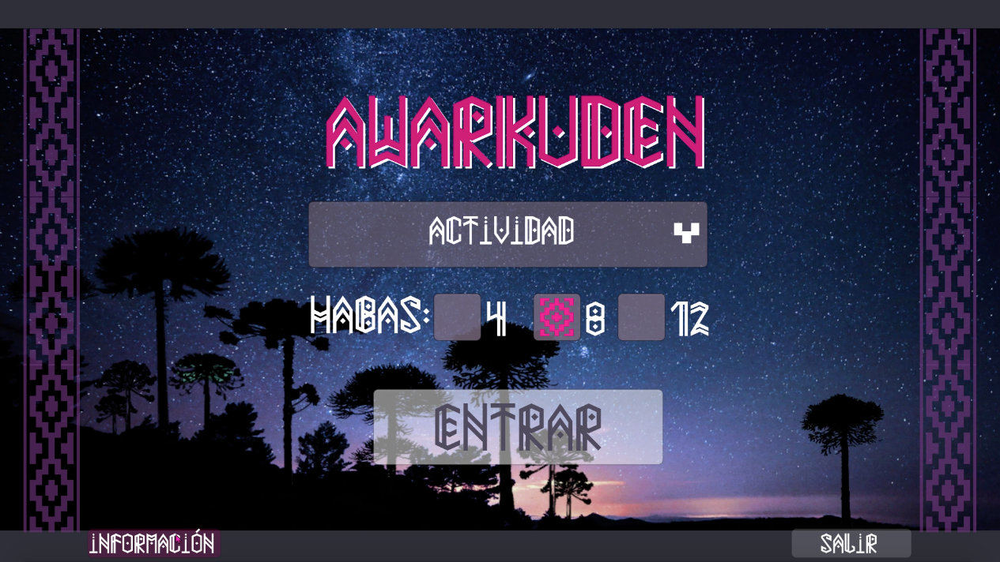 AWARKUDEN
ACTIVIDAD
HABAS: 4 8 12
ENTRAR
INFORMACIÓN
SALIR